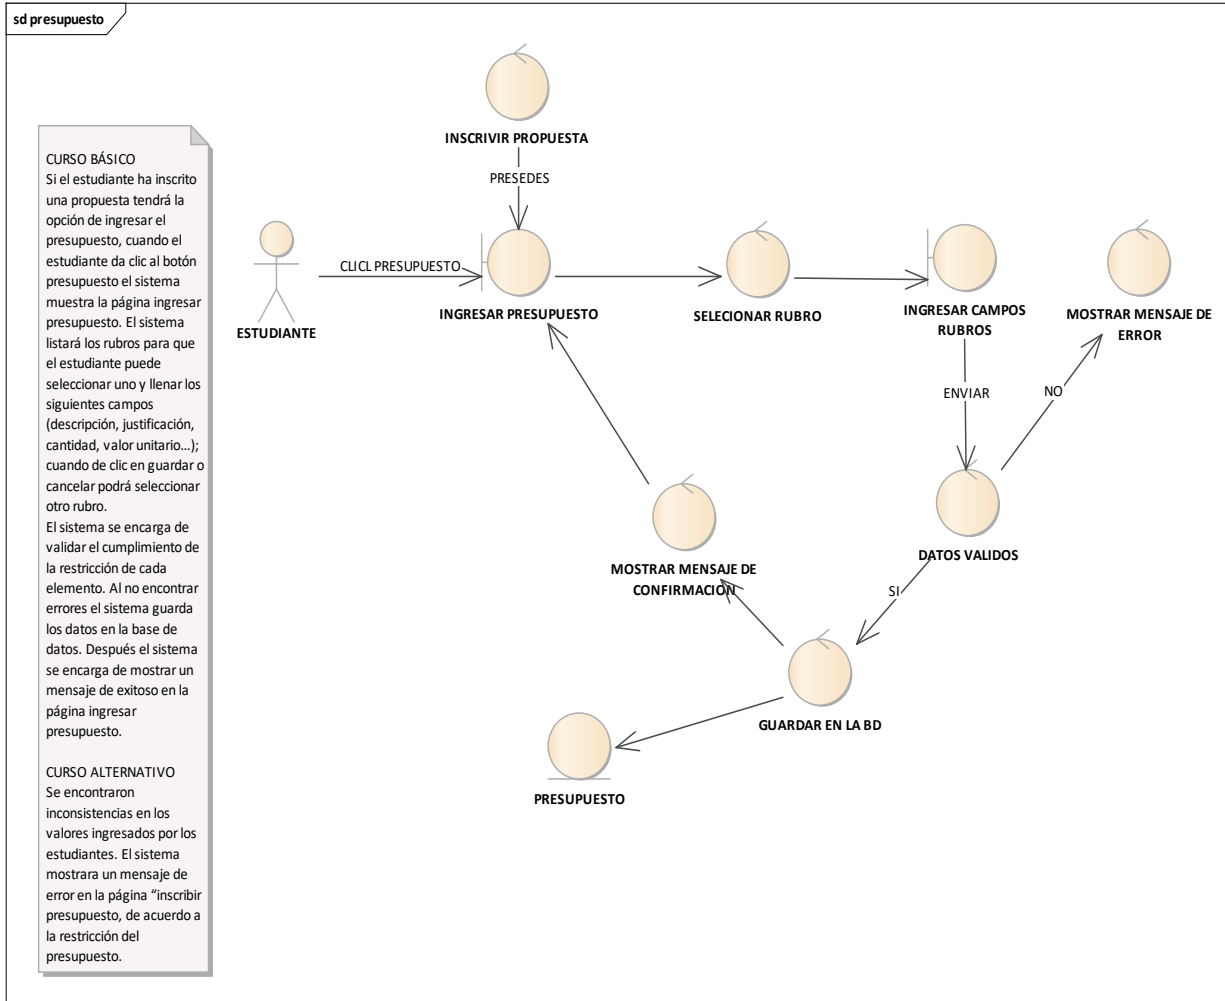 sd presupuesto
CURSO BÁSICO
Si el estudiante ha inscrito
una propuesta tendrá la
opción de ingresar el
presupuesto, cuando el
estudiante da clic al botón
presupuesto el sistema
muestra la página ingresar
presupuesto. El sistema
listará los rubros para que
el estudiante puede
seleccionar uno y llenar los
siguientes campos
(descripción, justificación,
cantidad, valor unitario...);
cuando de clic en guardar o
cancelar podrá seleccionar
otro rubro.
El sistema se encarga de
validar el cumplimiento de
la restricción de cada
elemento. Al no encontrar
errores el sistema guarda
los datos en la base de
datos. Después el sistema
se encarga de mostrar un
mensaje de exitoso en la
página ingresar
presupuesto.
CURSO ALTERNATIVO
Se encontraron
inconsistencias en los
valores ingresados por los
estudiantes. El sistema
mostrara un mensaje de
error en la página “inscribir
presupuesto, de acuerdo a
la restricción del
presupuesto.
INSCRIVIR PROPUESTA
PRESEDES
CLICL PRESUPUESTO
ESTUDIANTE
INGRESAR PRESUPUESTO
SELECIONAR RUBRO
INGRESAR CAMPOS
RUBROS
MOSTRAR MENSAJE DE
ERROR
ENVIAR
NO
DATOS VALIDOS
SI
MOSTRAR MENSAJE DE
CONFIRMACION
GUARDAR EN LA BD
PRESUPUESTO